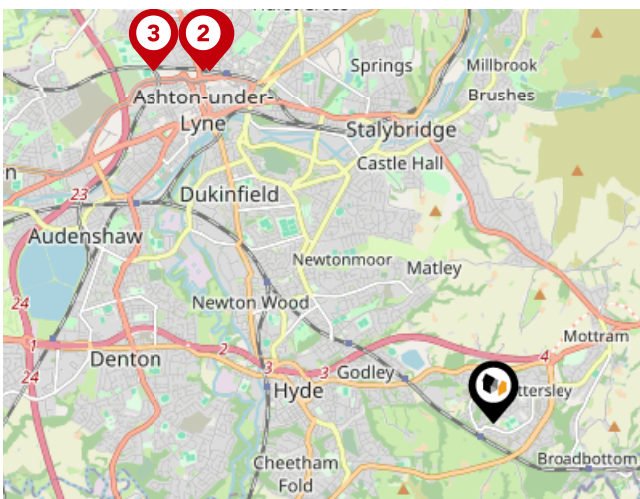 3
2
Springs
Millbrook
Brushes
Ashton-under-
Lyne
Stalybridge
Castle Hall
23
Dukinfield
Audenshaw
Newtonmoor
Matley
24
Newton Wood
1
2
Mottram
4
Denton
3
3
Godley
24
Hyde
ttersley
Cheetham
Fold
Broadbottom